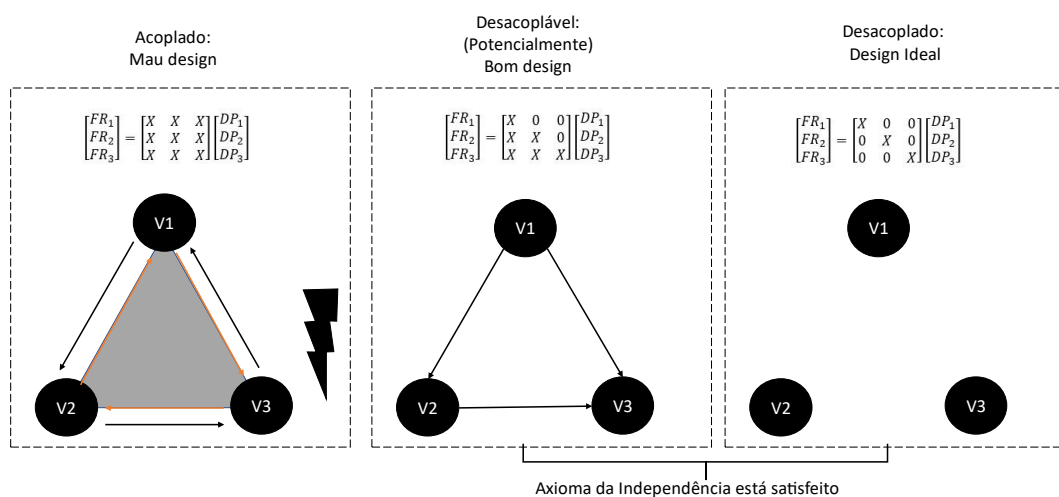 Acoplado:
Mau design
[FR₁] [X X X] [DP₁]
[FR₂] = [X X X] [DP₂]
[FR₃] [X X X] [DP₃]
V1
V2
V3
Desacoplável:
(Potencialmente)
Bom design
[FR₁] [X 0 0] [DP₁]
[FR₂] = [X X 0] [DP₂]
[FR₃] [X X X] [DP₃]
V1
V2
V3
Desacoplado:
Design Ideal
[FR₁] [X 0 0] [DP₁]
[FR₂] = [0 X 0] [DP₂]
[FR₃] [0 0 X] [DP₃]
V1
V2
V3
Axioma da Independência está satisfeito